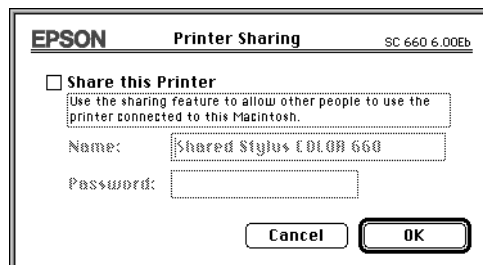 EPSON Printer Sharing SC 660 6.00Eb
Share this Printer
Use the sharing feature to allow other people to use the
printer connected to this Macintosh.
Name: Shared Stylus COLOR 660
Password:
Cancel OK